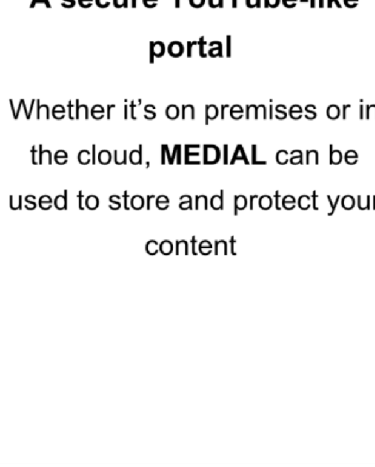 A secure YouTube-like
portal
Whether it's on premises or in
the cloud, MEDIAL can be
used to store and protect your
content